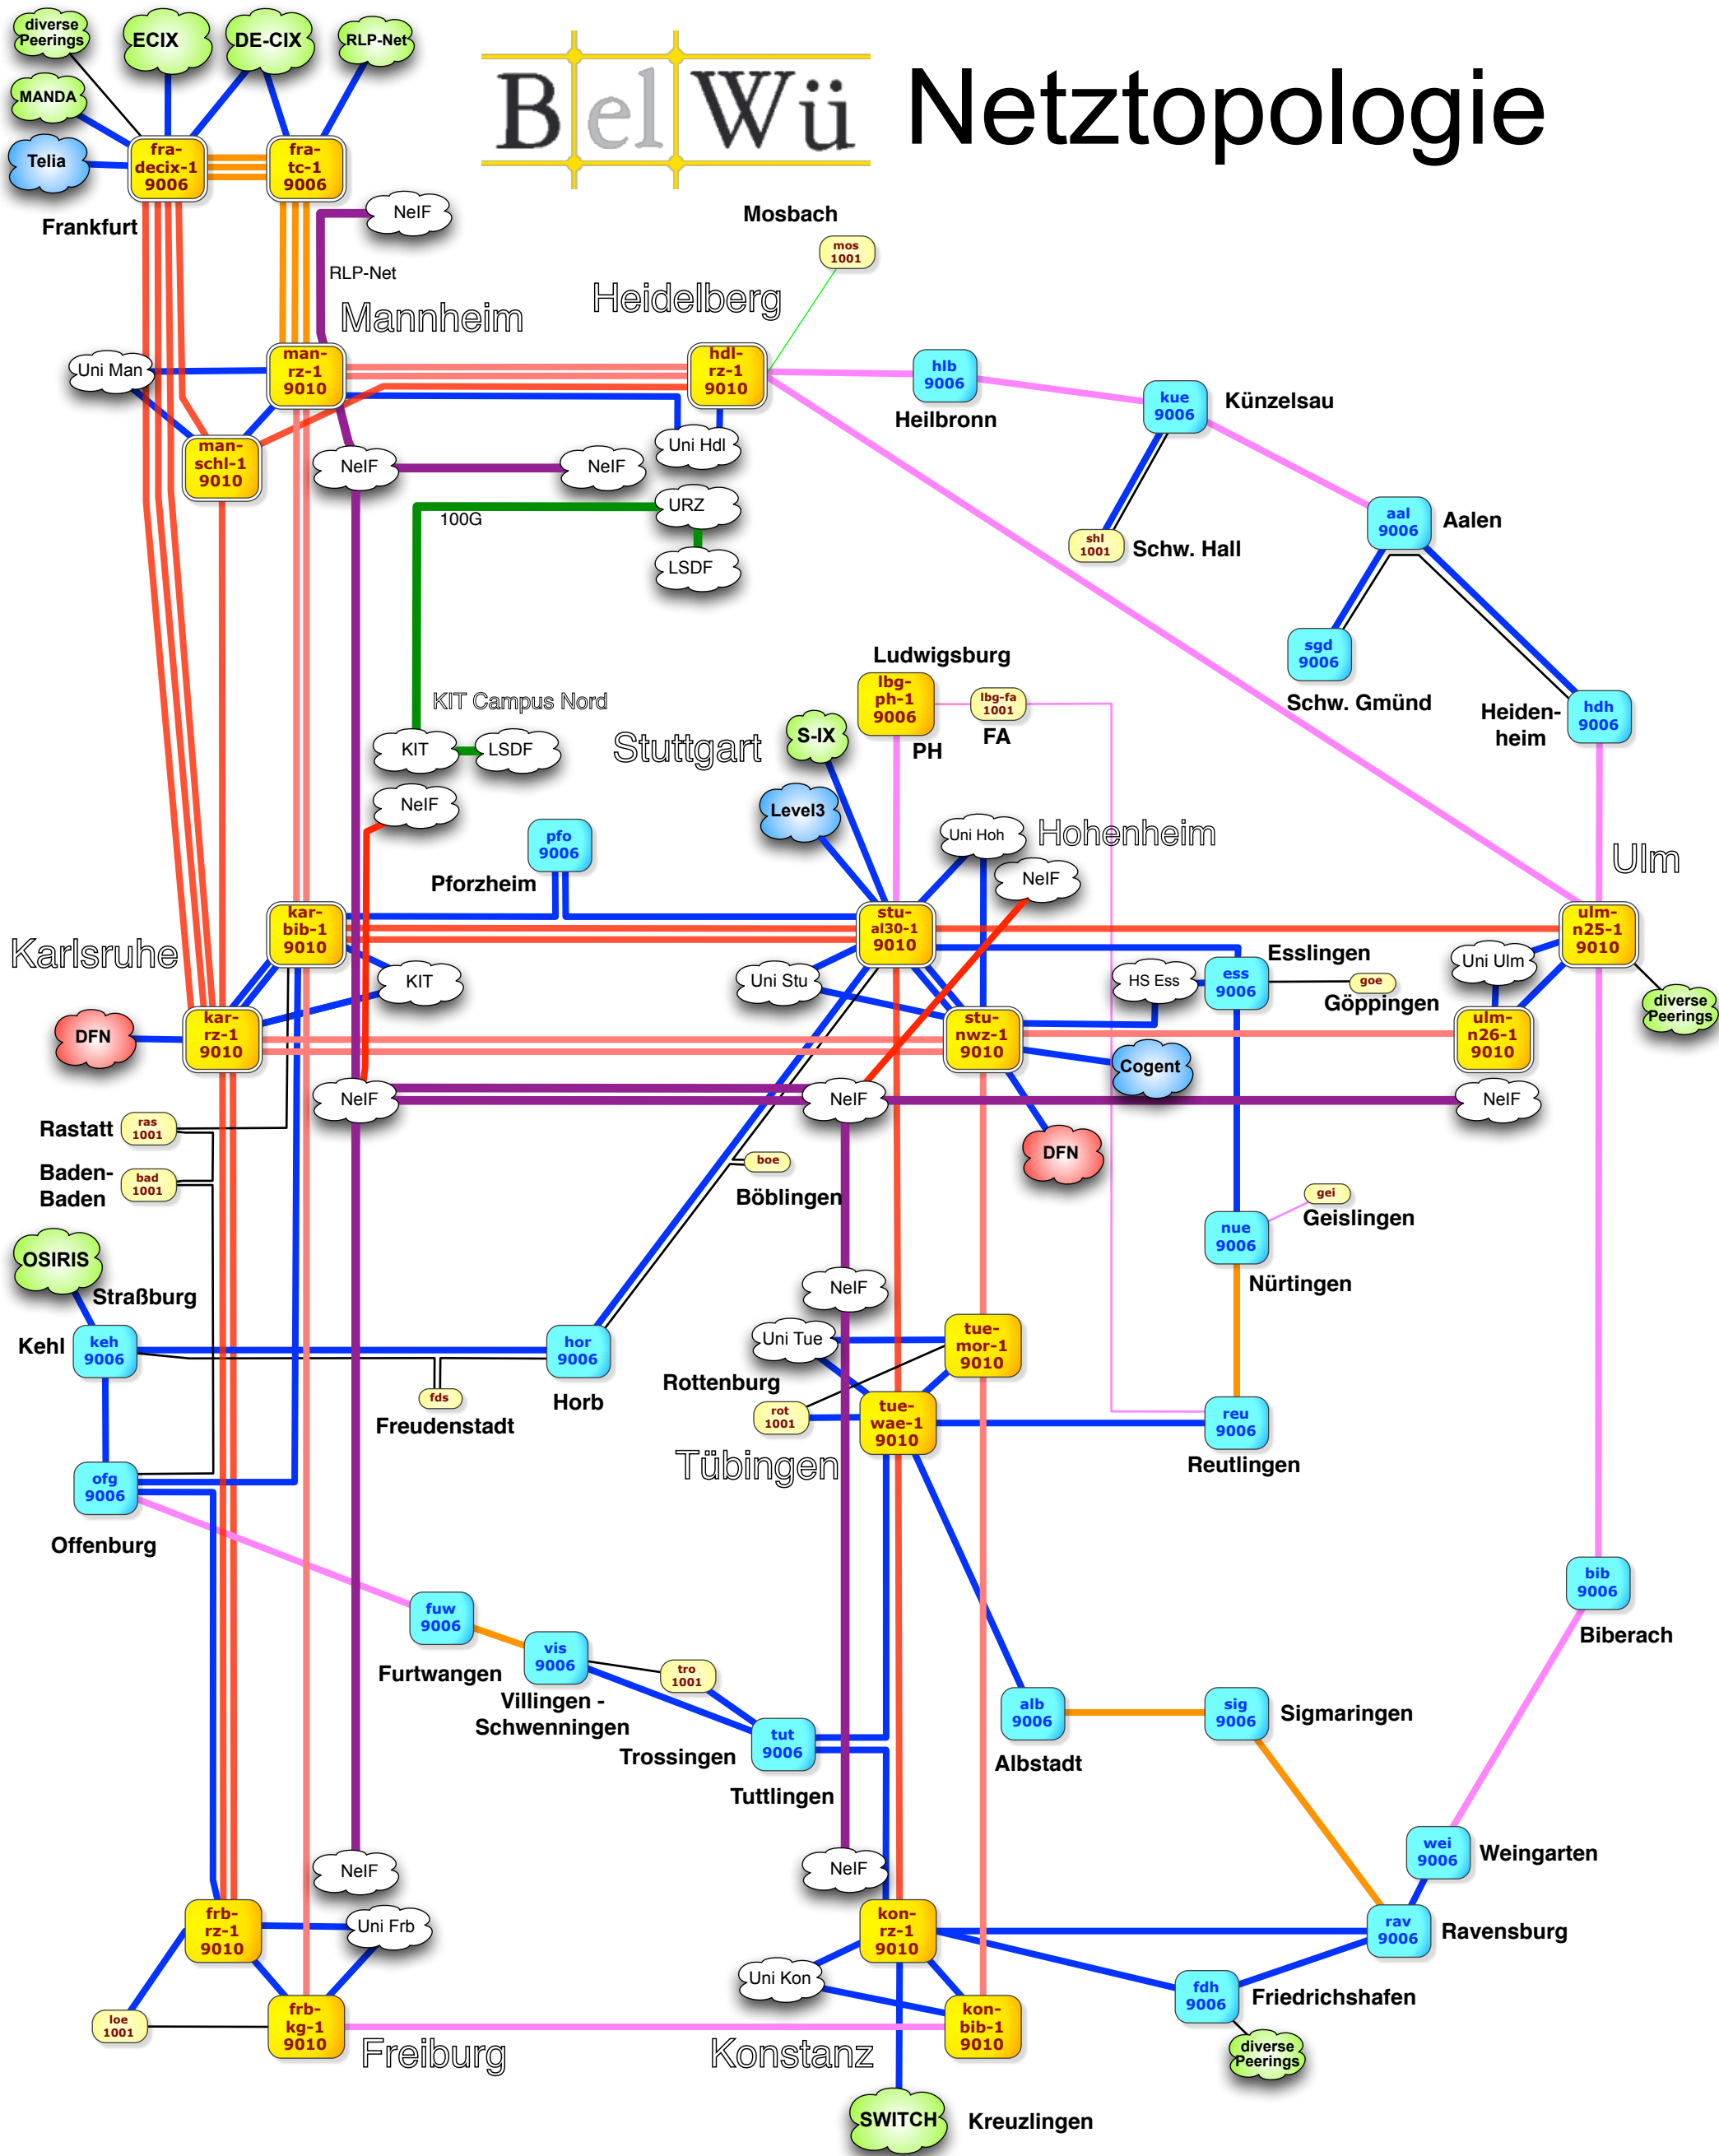 BelWü
Netztopologie
diverse
Peerings
ECIX
DE-CIX
RLP-Net
MANDA
Telia
fra-
decix-1
9006
fra-
tc-1
9006
Frankfurt
NeIF
RLP-Net
Mosbach
mos
1001
Mannheim
Heidelberg
Uni Man
man-
rz-1
9010
hdl-
rz-1
9010
hlb
9006
Heilbronn
kue
9006
Künzelsau
man-
schl-1
9010
NeIF
NeIF
Uni Hdl
URZ
100G
LSDF
shl
1001
Schw. Hall
aal
9006
Aalen
sgd
9006
Schw. Gmünd
Heiden-
heim
hdh
9006
Ludwigsburg
lbg-
ph-1
9006
PH
lbg-fa
1001
FA
KIT Campus Nord
KIT
LSDF
NeIF
Stuttgart
S-IX
Level3
pfo
9006
Pforzheim
Uni Hoh
Hohenheim
NeIF
Ulm
Karlsruhe
kar-
bib-1
9010
KIT
stu-
al30-1
9010
Uni Stu
HS Ess
ess
9006
Esslingen
goe
Göppingen
Uni Ulm
ulm-
n25-1
9010
diverse
Peerings
DFN
kar-
rz-1
9010
stu-
nwz-1
9010
Cogent
ulm-
n26-1
9010
NeIF
NeIF
NeIF
DFN
Rastatt
ras
1001
Baden-
Baden
bad
1001
boe
Böblingen
gei
Geislingen
nue
9006
Nürtingen
OSIRIS
Straßburg
Kehl
keh
9006
hor
9006
Horb
fds
Freudenstadt
NeIF
Uni Tue
tue-
mor-1
9010
Rottenburg
rot
1001
tue-
wae-1
9010
Tübingen
reu
9006
Reutlingen
ofg
9006
Offenburg
fuw
9006
Furtwangen
vis
9006
Villingen -
Schwenningen
tro
1001
Trossingen
tut
9006
Tuttlingen
bib
9006
Biberach
alb
9006
Albstadt
sig
9006
Sigmaringen
wei
9006
Weingarten
NeIF
NeIF
frb-
rz-1
9010
Uni Frb
kon-
rz-1
9010
rav
9006
Ravensburg
Uni Kon
fdh
9006
Friedrichshafen
loe
1001
frb-
kg-1
9010
Freiburg
Konstanz
kon-
bib-1
9010
diverse
Peerings
SWITCH
Kreuzlingen